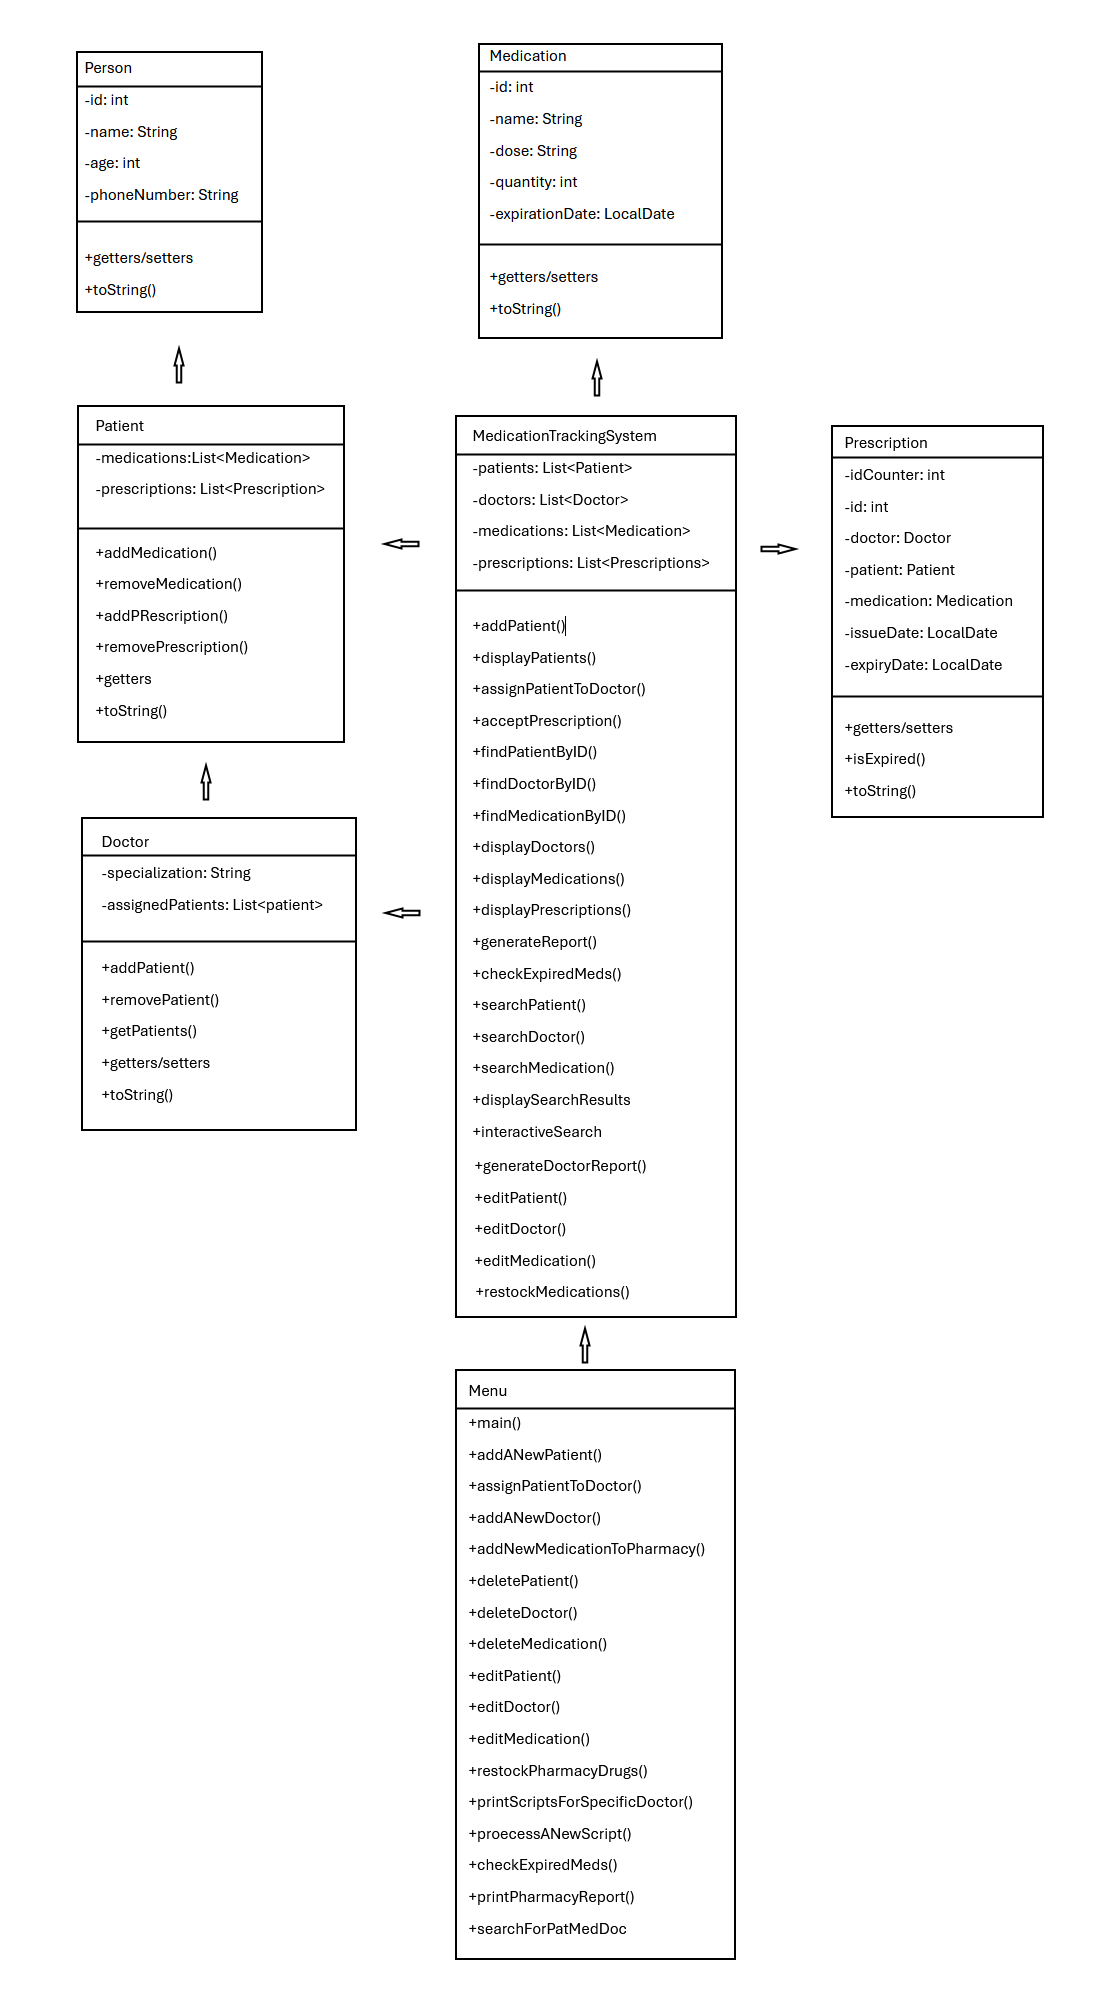 Person
-id: int
-name: String
-age: int
-phoneNumber: String
+getters/setters
+toString()
Medication
-id: int
-name: String
-dose: String
-quantity: int
-expirationDate: LocalDate
+getters/setters
+toString()
Patient
-medications:List<Medication>
-prescriptions: List<Prescription>
+addMedication()
+removeMedication()
+addPRescription()
+removePrescription()
+getters
+toString()
MedicationTrackingSystem
-patients: List<Patient>
-doctors: List<Doctor>
-medications: List<Medication>
-prescriptions: List<Prescriptions>
+addPatient()
+displayPatients()
+assignPatientToDoctor()
+acceptPrescription()
+findPatientByID()
+findDoctorByID()
+findMedicationByID()
+displayDoctors()
+displayMedications()
+displayPrescriptions()
+generateReport()
+checkExpiredMeds()
+searchPatient()
+searchDoctor()
+searchMedication()
+displaySearchResults
+interactiveSearch
+generateDoctorReport()
+editPatient()
+editDoctor()
+editMedication()
+restockMedications()
Prescription
-idCounter: int
-id: int
-doctor: Doctor
-patient: Patient
-medication: Medication
-issueDate: LocalDate
-expiryDate: LocalDate
+getters/setters
+isExpired()
+toString()
Doctor
-specialization: String
-assignedPatients: List<patient>
+addPatient()
+removePatient()
+getPatients()
+getters/setters
+toString()
Menu
+main()
+addANewPatient()
+assignPatientToDoctor()
+addANewDoctor()
+addNewMedicationToPharmacy()
+deletePatient()
+deleteDoctor()
+deleteMedication()
+editPatient()
+editDoctor()
+editMedication()
+restockPharmacyDrugs()
+printScriptsForSpecificDoctor()
+proecessANewScript()
+checkExpiredMeds()
+printPharmacyReport()
+searchForPatMedDoc